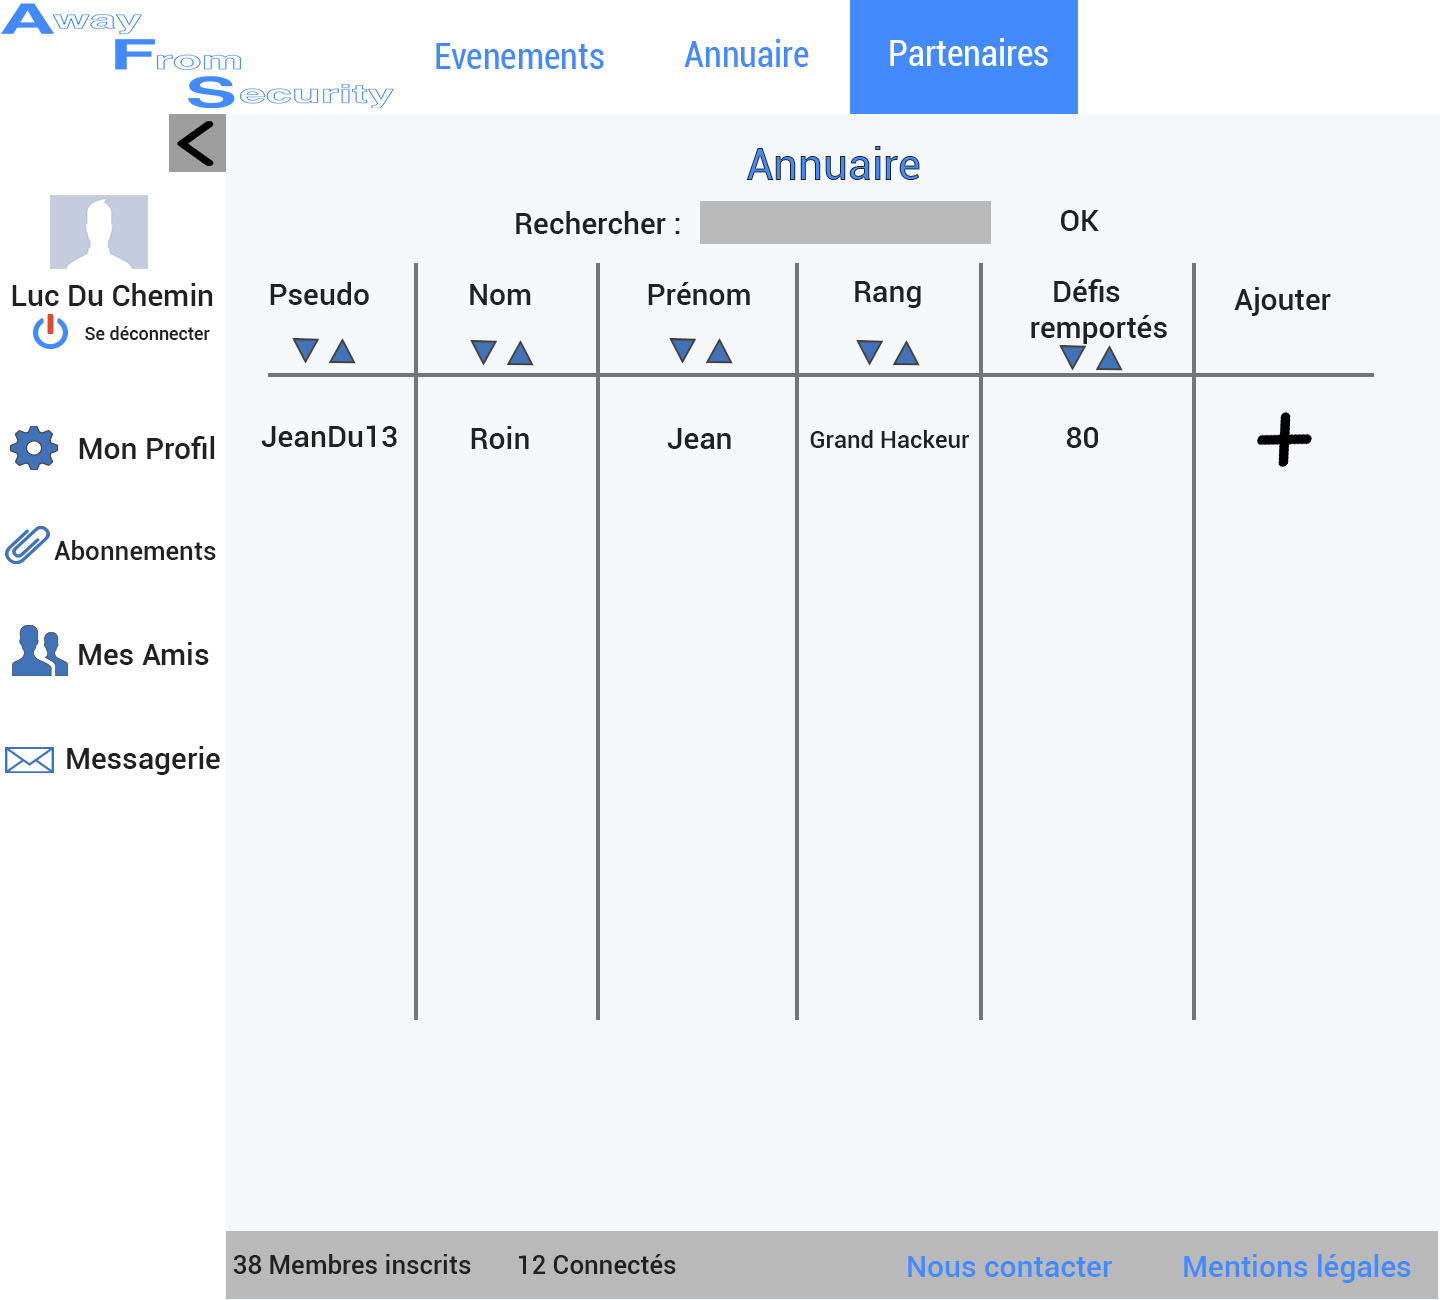 Away
From
Security
Evenements
Annuaire
Partenaires
Annuaire
Rechercher :
OK
Luc Du Chemin
Se déconnecter
Mon Profil
Abonnements
Mes Amis
Messagerie
Pseudo
Nom
Prénom
Rang
Défis
remportés
Ajouter
JeanDu13
Roin
Jean
Grand Hackeur
80
38 Membres inscrits
12 Connectés
Nous contacter
Mentions légales